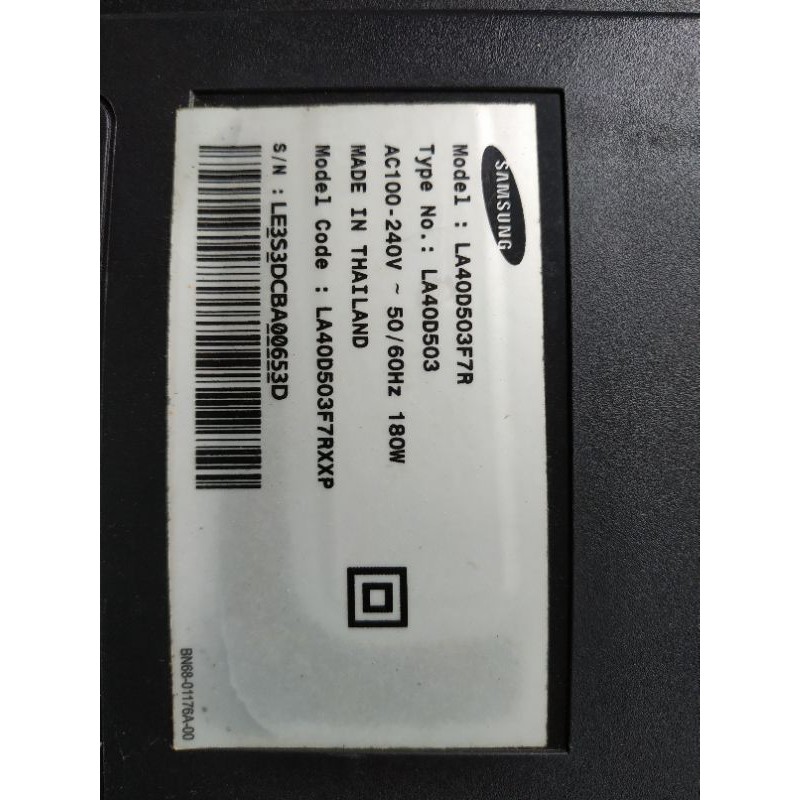 SAMSUNG
Model : LA40D503F7R
Type No.: LA40D503
AC100-240V ~ 50/60Hz 180W
MADE IN THAILAND
Model Code : LA40D503F7RXXP
S/N : LE3S3DCBA00653D
BN68-01176A-00